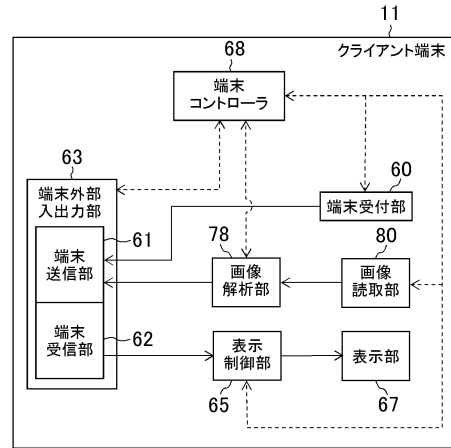 11
クライアント端末
68
端末
コントローラ
63
端末外部
入出力部
60
端末受付部
61
端末
送信部
78
画像
解析部
80
画像
読取部
端末
受信部
62
表示
制御部
65
表示部
67